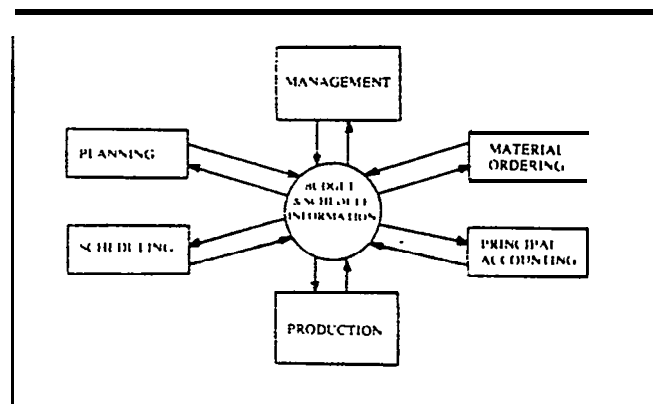 MANAGEMENT
PLANNING
MATERIAL
ORDERING
BUDGET
& SCHEDULE
INFORMATION
SCHEDULING
PRINCIPAL
ACCOUNTING
PRODUCTION